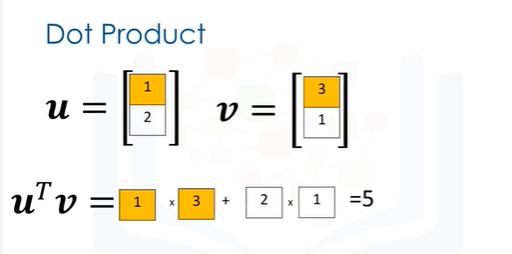 Dot Product
u = [1 2] v = [3 1]
uᵀv = 1 x 3 + 2 x 1 =5